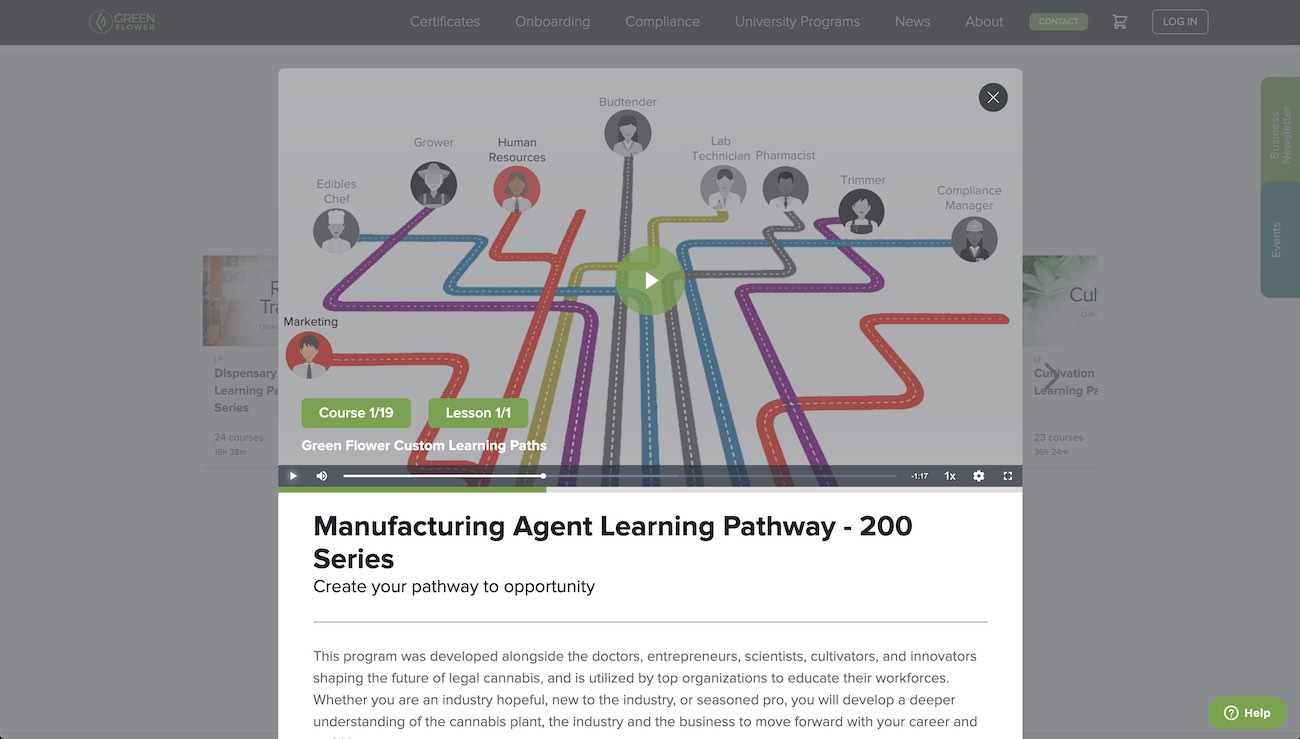 GREEN
FLOWER
Certificates
Onboarding
Compliance
University Programs
News
About
CONTACT
LOG IN
Business
Newsletter
Events
Budtender
Grower
Human
Resources
Lab
Technician
Pharmacist
Edibles
Chef
Trimmer
Compliance
Manager
Marketing
Course 1/19
Lesson 1/1
Green Flower Custom Learning Paths
-1:17
1x
Manufacturing Agent Learning Pathway - 200
Series
Create your pathway to opportunity
This program was developed alongside the doctors, entrepreneurs, scientists, cultivators, and innovators
shaping the future of legal cannabis, and is utilized by top organizations to educate their workforces.
Whether you are an industry hopeful, new to the industry, or seasoned pro, you will develop a deeper
understanding of the cannabis plant, the industry and the business to move forward with your career and
LP
Dispensary
Learning Pa
Series
24 courses
19h 38m
LP
Cultivation
Learning Pa
23 courses
36h 24m
Help